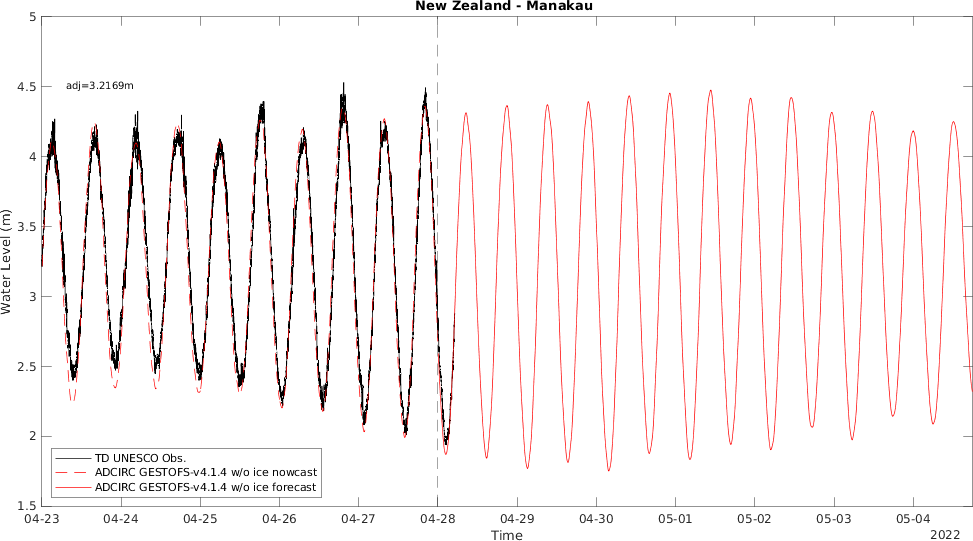 New Zealand - Manakau
5
4.5
adj=3.2169m
4
3.5
Water Level (m)
3
2.5
2
TD UNESCO Obs.
ADCIRC GESTOFS-v4.1.4 w/o ice nowcast
ADCIRC GESTOFS-v4.1.4 w/o ice forecast
1.5
04-23 04-24 04-25 04-26 04-27 04-28 04-29 04-30 05-01 05-02 05-03 05-04
Time
2022